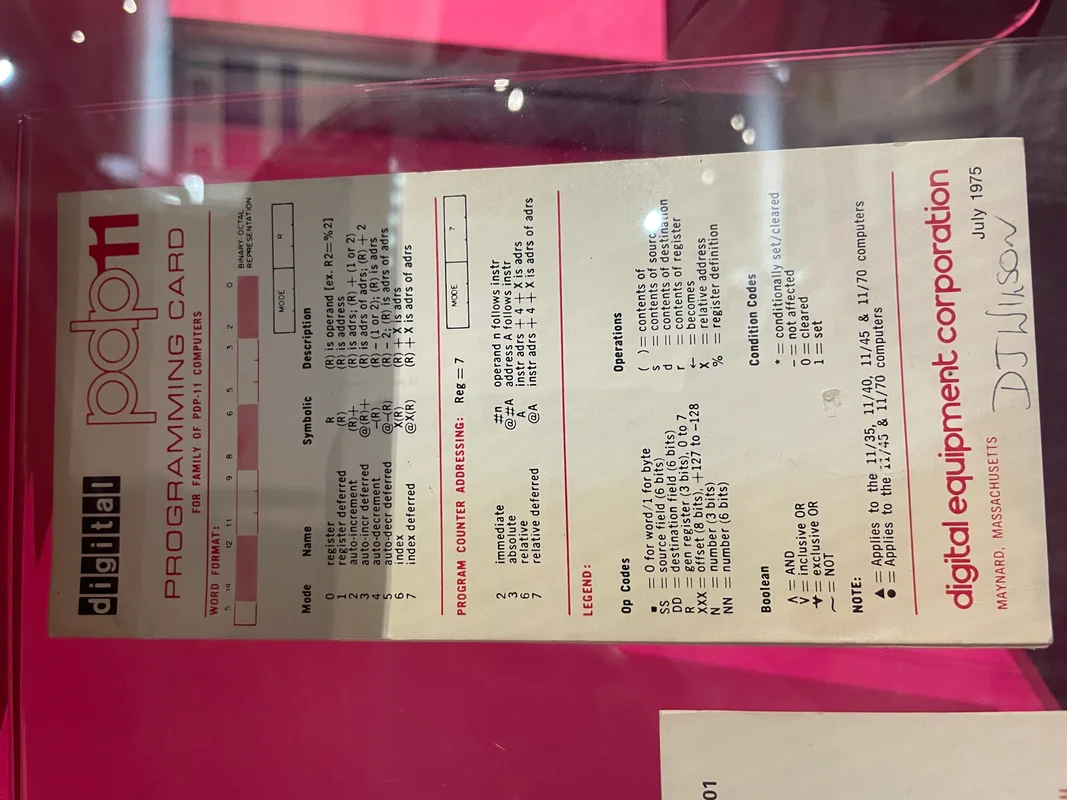 digital pdp11
PROGRAMMING CARD
FOR FAMILY OF PDP-11 COMPUTERS
WORD FORMAT:
BINARY-OCTAL
REPRESENTATION
5 14 12 11 9 8 6 5 3 2 0
MODE R
Mode Name Symbolic Description
0 register R (R) is operand [ex. R2=%2]
1 register deferred (R) (R) is address
2 auto-increment (R)+ (R) is adrs; (R) + (1 or 2)
3 auto-incr deferred @(R)+ (R) is adrs of adrs; (R) + 2
4 auto-decrement -(R) (R) - (1 or 2); (R) is adrs
5 auto-decr deferred @-(R) (R) - 2; (R) is adrs of adrs
6 index X(R) (R) + X is adrs
7 index deferred @X(R) (R) + X is adrs of adrs
PROGRAM COUNTER ADDRESSING: Reg = 7
MODE 7
2 immediate #n operand n follows instr
3 absolute @#A address A follows instr
6 relative A instr adrs + 4 + X is adrs
7 relative deferred @A instr adrs + 4 + X is adrs of adrs
LEGEND:
Op Codes
■ = 0 for word/1 for byte
SS = source field (6 bits)
DD = destination field (6 bits)
R = gen register (3 bits), 0 to 7
XXX = offset (8 bits), +127 to -128
N = number (3 bits)
NN = number (6 bits)
Operations
( ) = contents of
s = contents of source
d = contents of destination
r = contents of register
← = becomes
X = relative address
% = register definition
Boolean
∧ = AND
∨ = inclusive OR
⊻ = exclusive OR
~ = NOT
Condition Codes
* = conditionally set/cleared
- = not affected
0 = cleared
1 = set
NOTE:
▲ = Applies to the 11/35, 11/40, 11/45 & 11/70 computers
● = Applies to the 11/45 & 11/70 computers
digital equipment corporation
MAYNARD, MASSACHUSETTS July 1975
DJ Wilson
01